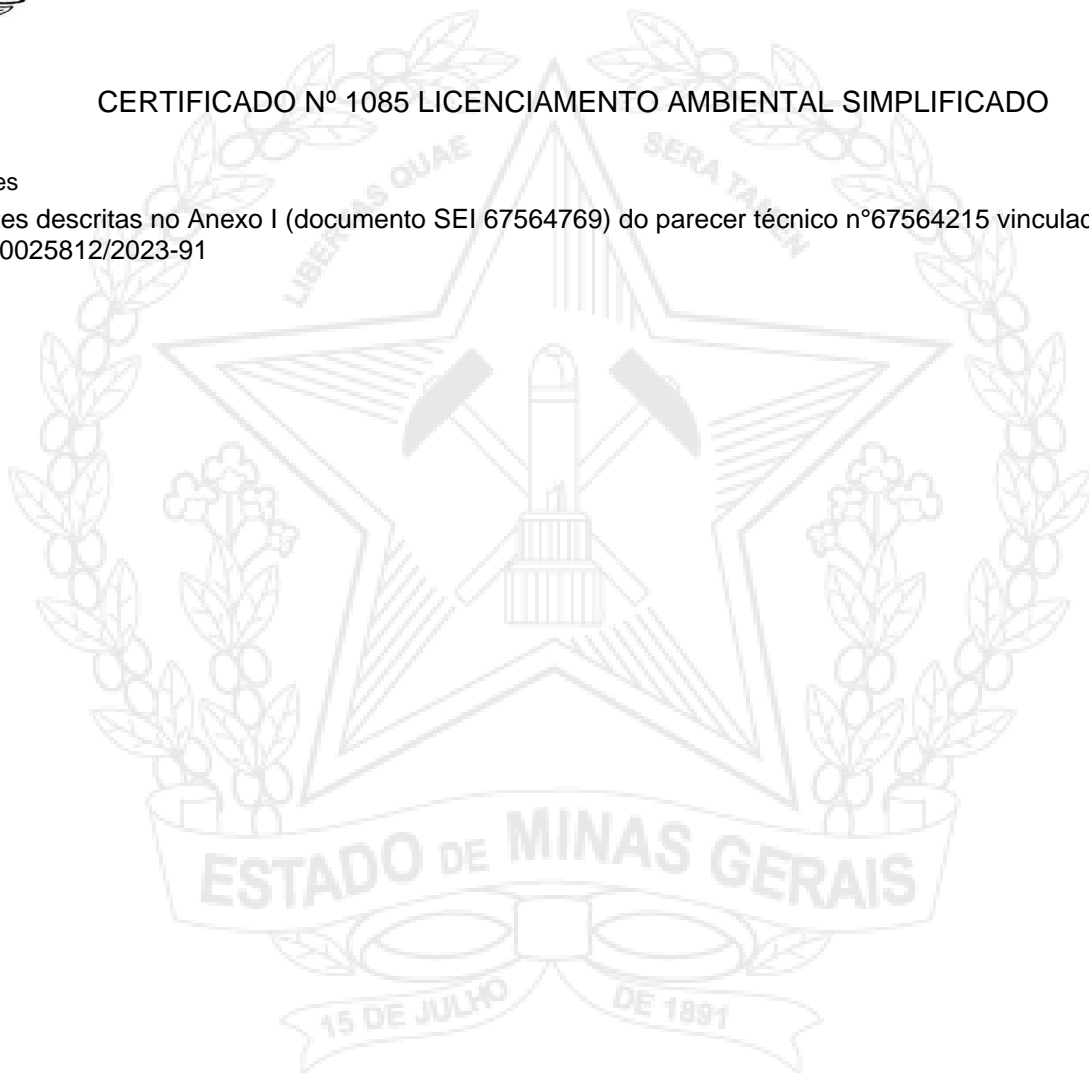 CERTIFICADO Nº 1085 LICENCIAMENTO AMBIENTAL SIMPLIFICADO
LIBERTAS QUAE SERA TAMEN
es
es descritas no Anexo I (documento SEI 67564769) do parecer técnico n°67564215 vinculad
0025812/2023-91
ESTADO DE MINAS GERAIS
15 DE JULHO DE 1891